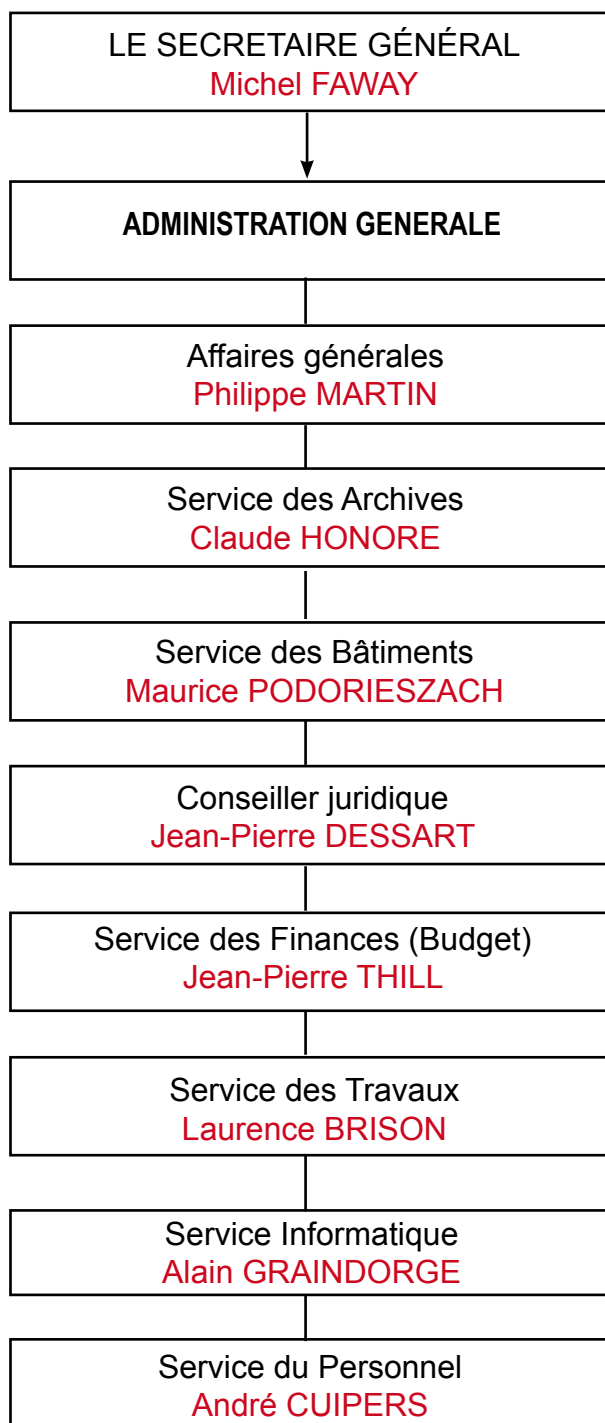 LE SECRETAIRE GÉNÉRAL
Michel FAWAY
ADMINISTRATION GENERALE
Affaires générales
Philippe MARTIN
Service des Archives
Claude HONORE
Service des Bâtiments
Maurice PODORIESZACH
Conseiller juridique
Jean-Pierre DESSART
Service des Finances (Budget)
Jean-Pierre THILL
Service des Travaux
Laurence BRISON
Service Informatique
Alain GRAINDORGE
Service du Personnel
André CUIPERS